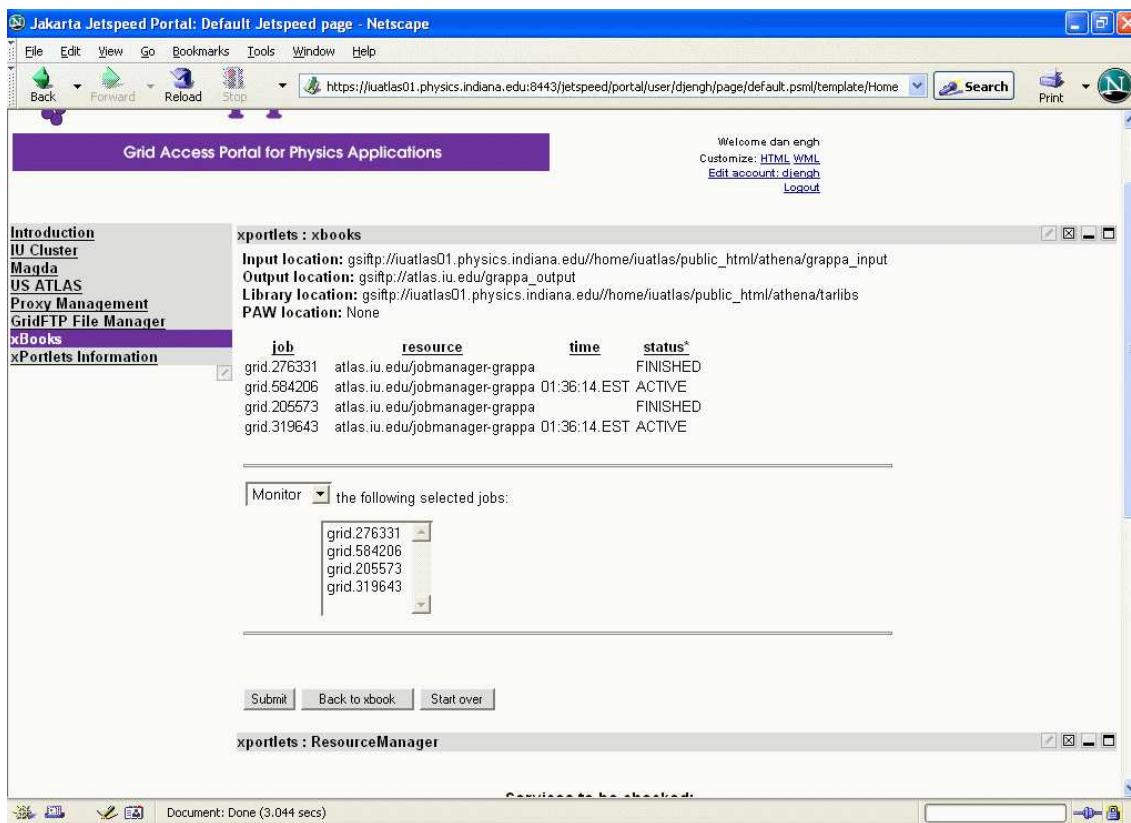 Jakarta Jetspeed Portal: Default Jetspeed page - Netscape
File Edit View Go Bookmarks Tools Window Help
Back Forward Reload Stop https://iuatlas01.physics.indiana.edu:8443/jetspeed/portal/user/djengh/page/default.psml/template/Home Search Print N
Grid Access Portal for Physics Applications
Welcome dan engh
Customize: HTML WML
Edit account: djengh
Logout
Introduction
IU Cluster
Magda
US ATLAS
Proxy Management
GridFTP File Manager
xBooks
xPortlets Information
xportlets : xbooks
Input location: gsiftp://iuatlas01.physics.indiana.edu//home/iuatlas/public_html/athena/grappa_input
Output location: gsiftp://atlas.iu.edu/grappa_output
Library location: gsiftp://iuatlas01.physics.indiana.edu//home/iuatlas/public_html/athena/tarlibs
PAW location: None
job resource time status*
grid.276331 atlas.iu.edu/jobmanager-grappa FINISHED
grid.584206 atlas.iu.edu/jobmanager-grappa 01:36:14.EST ACTIVE
grid.205573 atlas.iu.edu/jobmanager-grappa FINISHED
grid.319643 atlas.iu.edu/jobmanager-grappa 01:36:14.EST ACTIVE
Monitor the following selected jobs:
grid.276331
grid.584206
grid.205573
grid.319643
Submit Back to xbook Start over
xportlets : ResourceManager
Services to be checked:
Document: Done (3.044 secs)